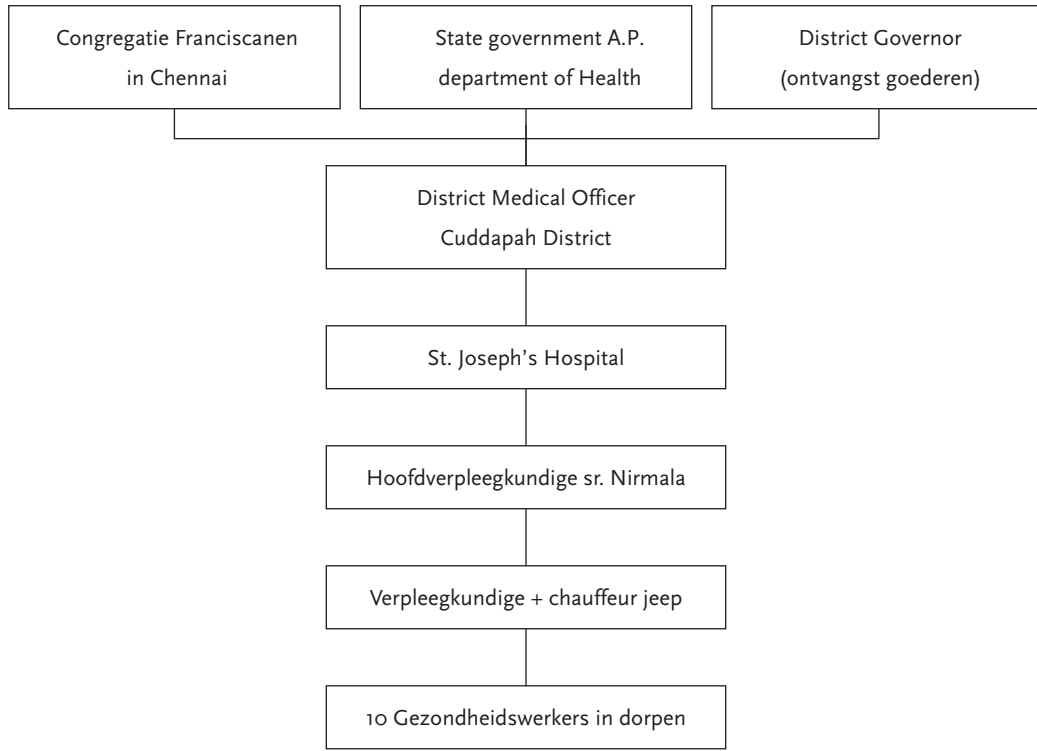 Congregatie Franciscanen
in Chennai
State government A.P.
department of Health
District Governor
(ontvangst goederen)
District Medical Officer
Cuddapah District
St. Joseph’s Hospital
Hoofdverpleegkundige sr. Nirmala
Verpleegkundige + chauffeur jeep
10 Gezondheidswerkers in dorpen